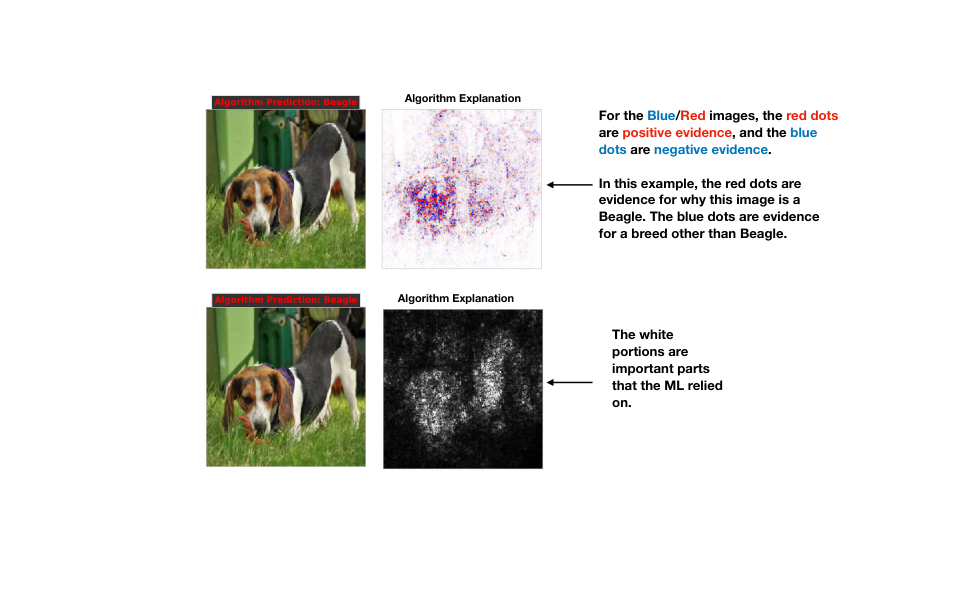 Algorithm Prediction: Beagle
Algorithm Explanation
For the Blue/Red images, the red dots
are positive evidence, and the blue
dots are negative evidence.
In this example, the red dots are
evidence for why this image is a
Beagle. The blue dots are evidence
for a breed other than Beagle.
Algorithm Prediction: Beagle
Algorithm Explanation
The white
portions are
important parts
that the ML relied
on.